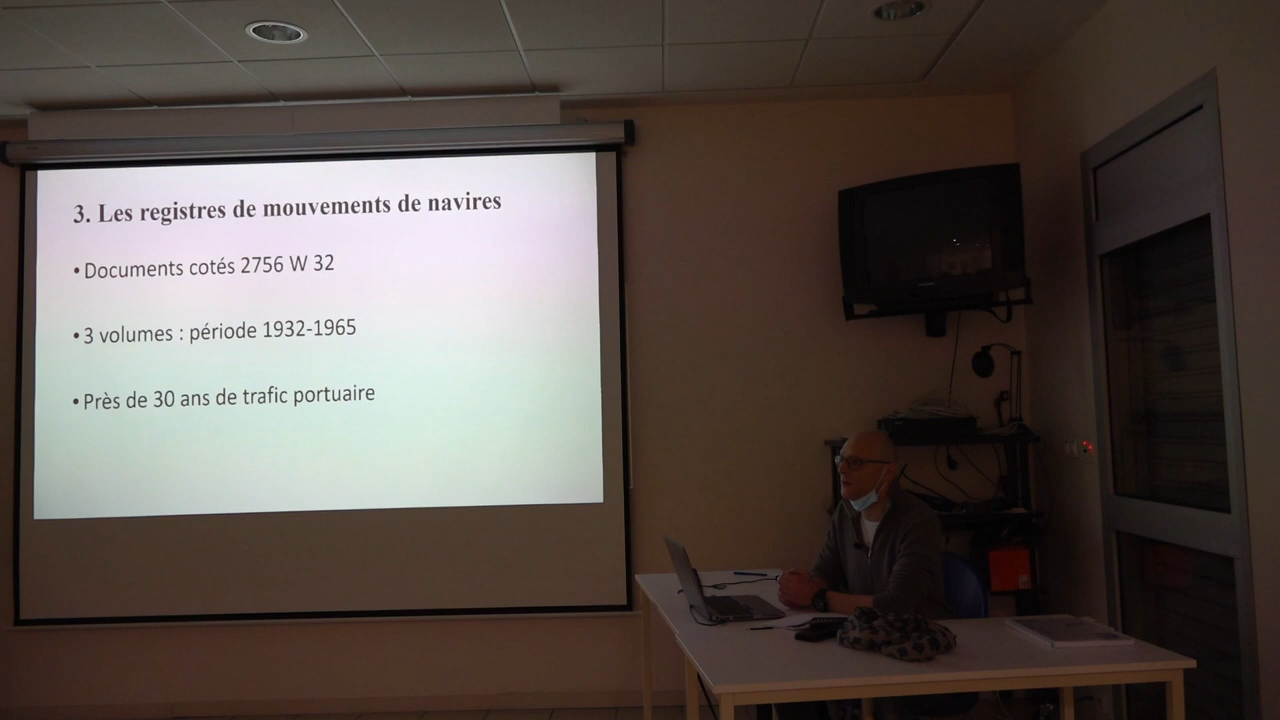 3. Les registres de mouvements de navires
• Documents cotés 2756 W 32
• 3 volumes : période 1932-1965
• Près de 30 ans de trafic portuaire